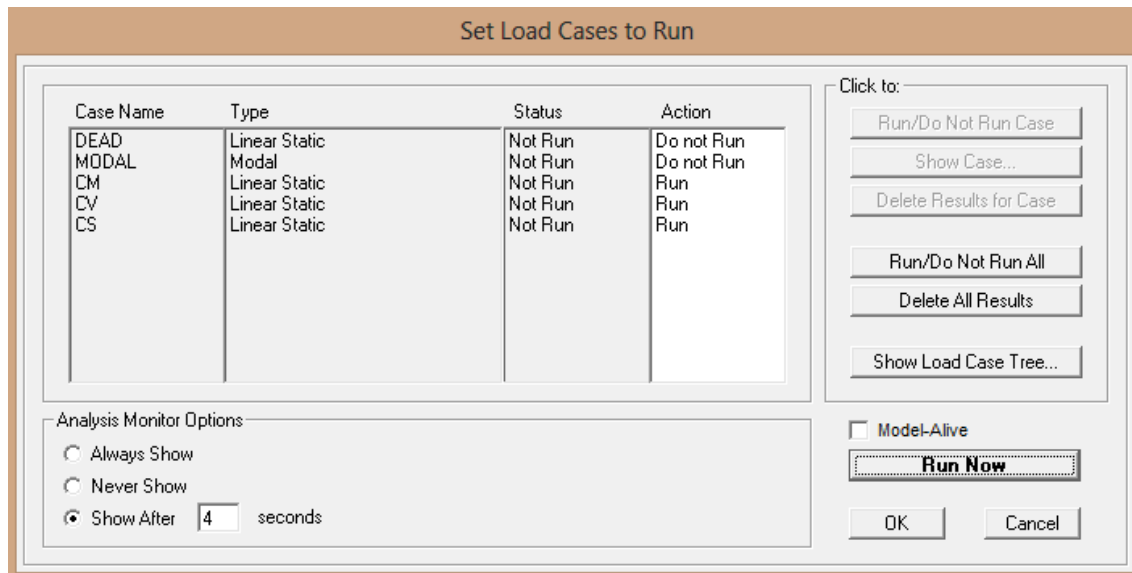 Set Load Cases to Run
Case Name Type Status Action
DEAD Linear Static Not Run Do not Run
MODAL Modal Not Run Do not Run
CM Linear Static Not Run Run
CV Linear Static Not Run Run
CS Linear Static Not Run Run
Click to:
Run/Do Not Run Case
Show Case...
Delete Results for Case
Run/Do Not Run All
Delete All Results
Show Load Case Tree...
Analysis Monitor Options
Always Show
Never Show
Show After 4 seconds
Model-Alive
Run Now
OK Cancel